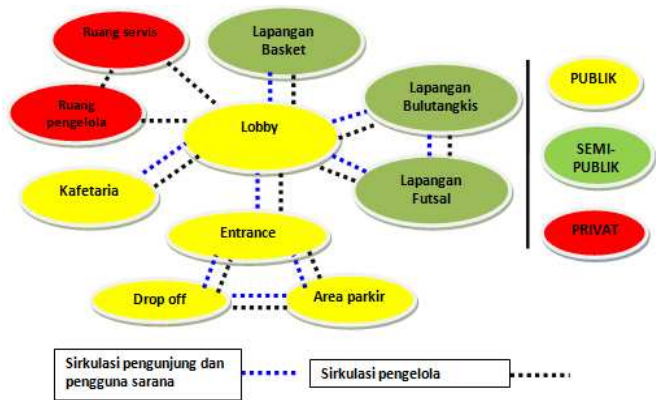 Ruang servis
Lapangan
Basket
Lapangan
Bulutangkis
PUBLIK
Ruang
pengelola
Lobby
SEMI-
PUBLIK
Kafetaria
Lapangan
Futsal
PRIVAT
Entrance
Drop off
Area parkir
Sirkulasi pengunjung dan
pengguna sarana
Sirkulasi pengelola